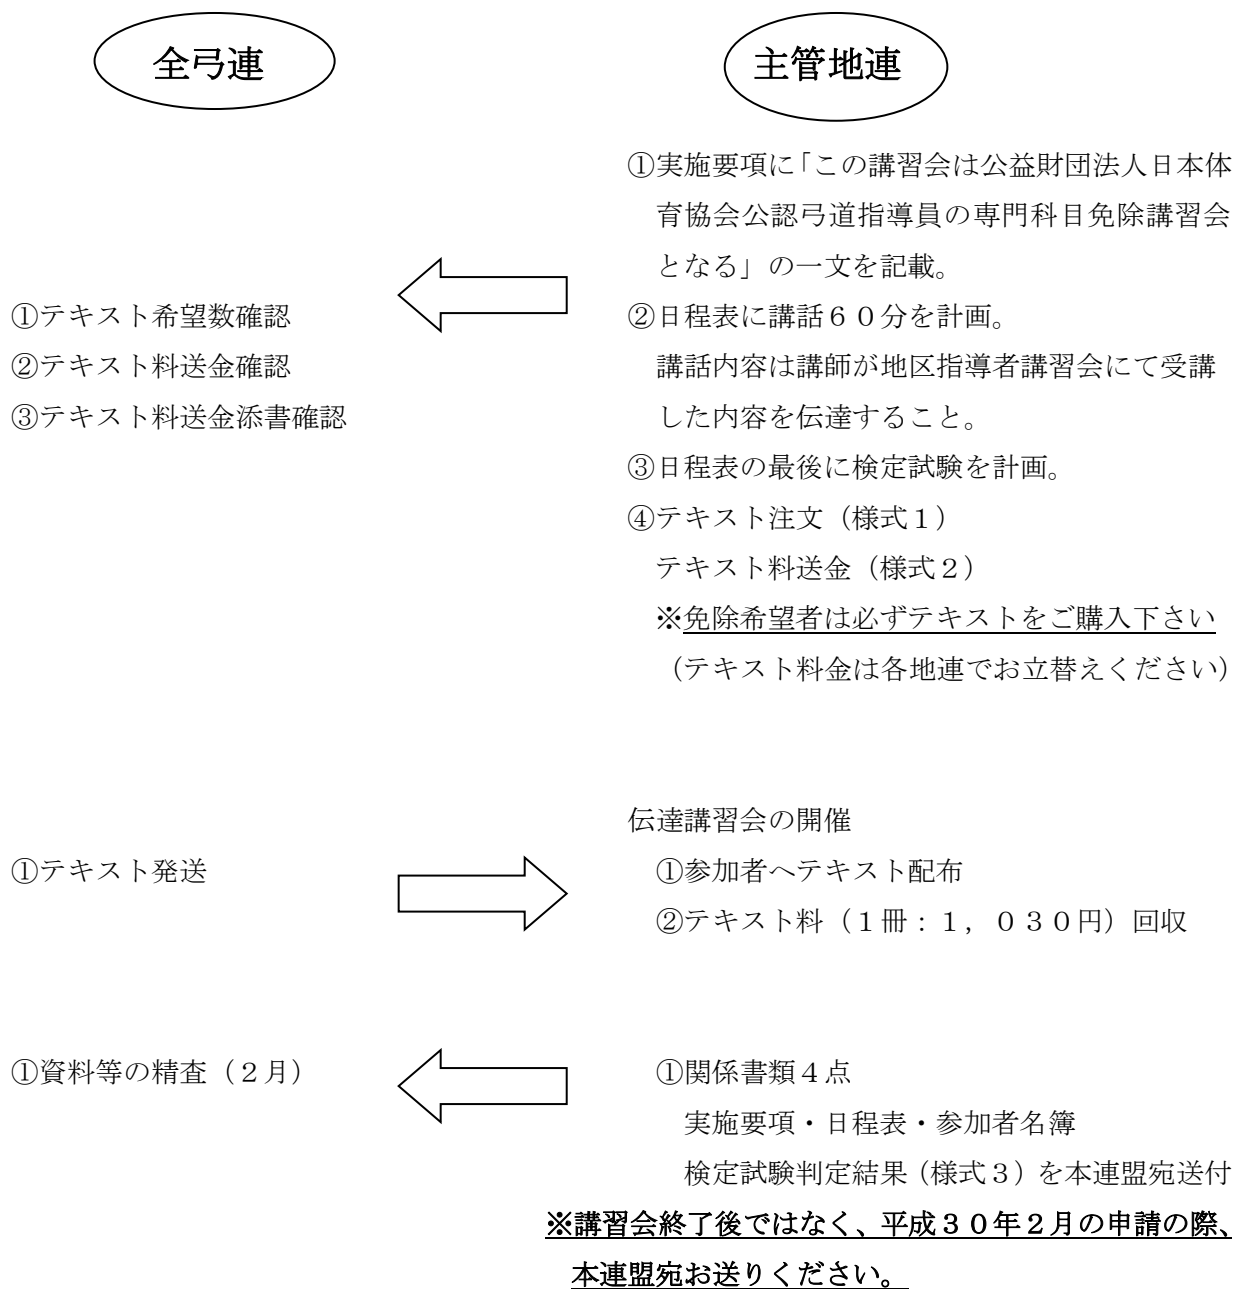 全弓連
主管地連
①実施要項に「この講習会は公益財団法人日本体
育協会公認弓道指導員の専門科目免除講習会
となる」の一文を記載。
①テキスト希望数確認
②テキスト料送金確認
③テキスト料送金添書確認
②日程表に講話６０分を計画。
講話内容は講師が地区指導者講習会にて受講
した内容を伝達すること。
③日程表の最後に検定試験を計画。
④テキスト注文（様式１）
テキスト料送金（様式２）
※免除希望者は必ずテキストをご購入下さい
（テキスト料金は各地連でお立替えください）
伝達講習会の開催
①テキスト発送
①参加者へテキスト配布
②テキスト料（１冊：１，０３０円）回収
①資料等の精査（２月）
①関係書類４点
実施要項・日程表・参加者名簿
検定試験判定結果（様式３）を本連盟宛送付
※講習会終了後ではなく、平成３０年２月の申請の際、
本連盟宛お送りください。